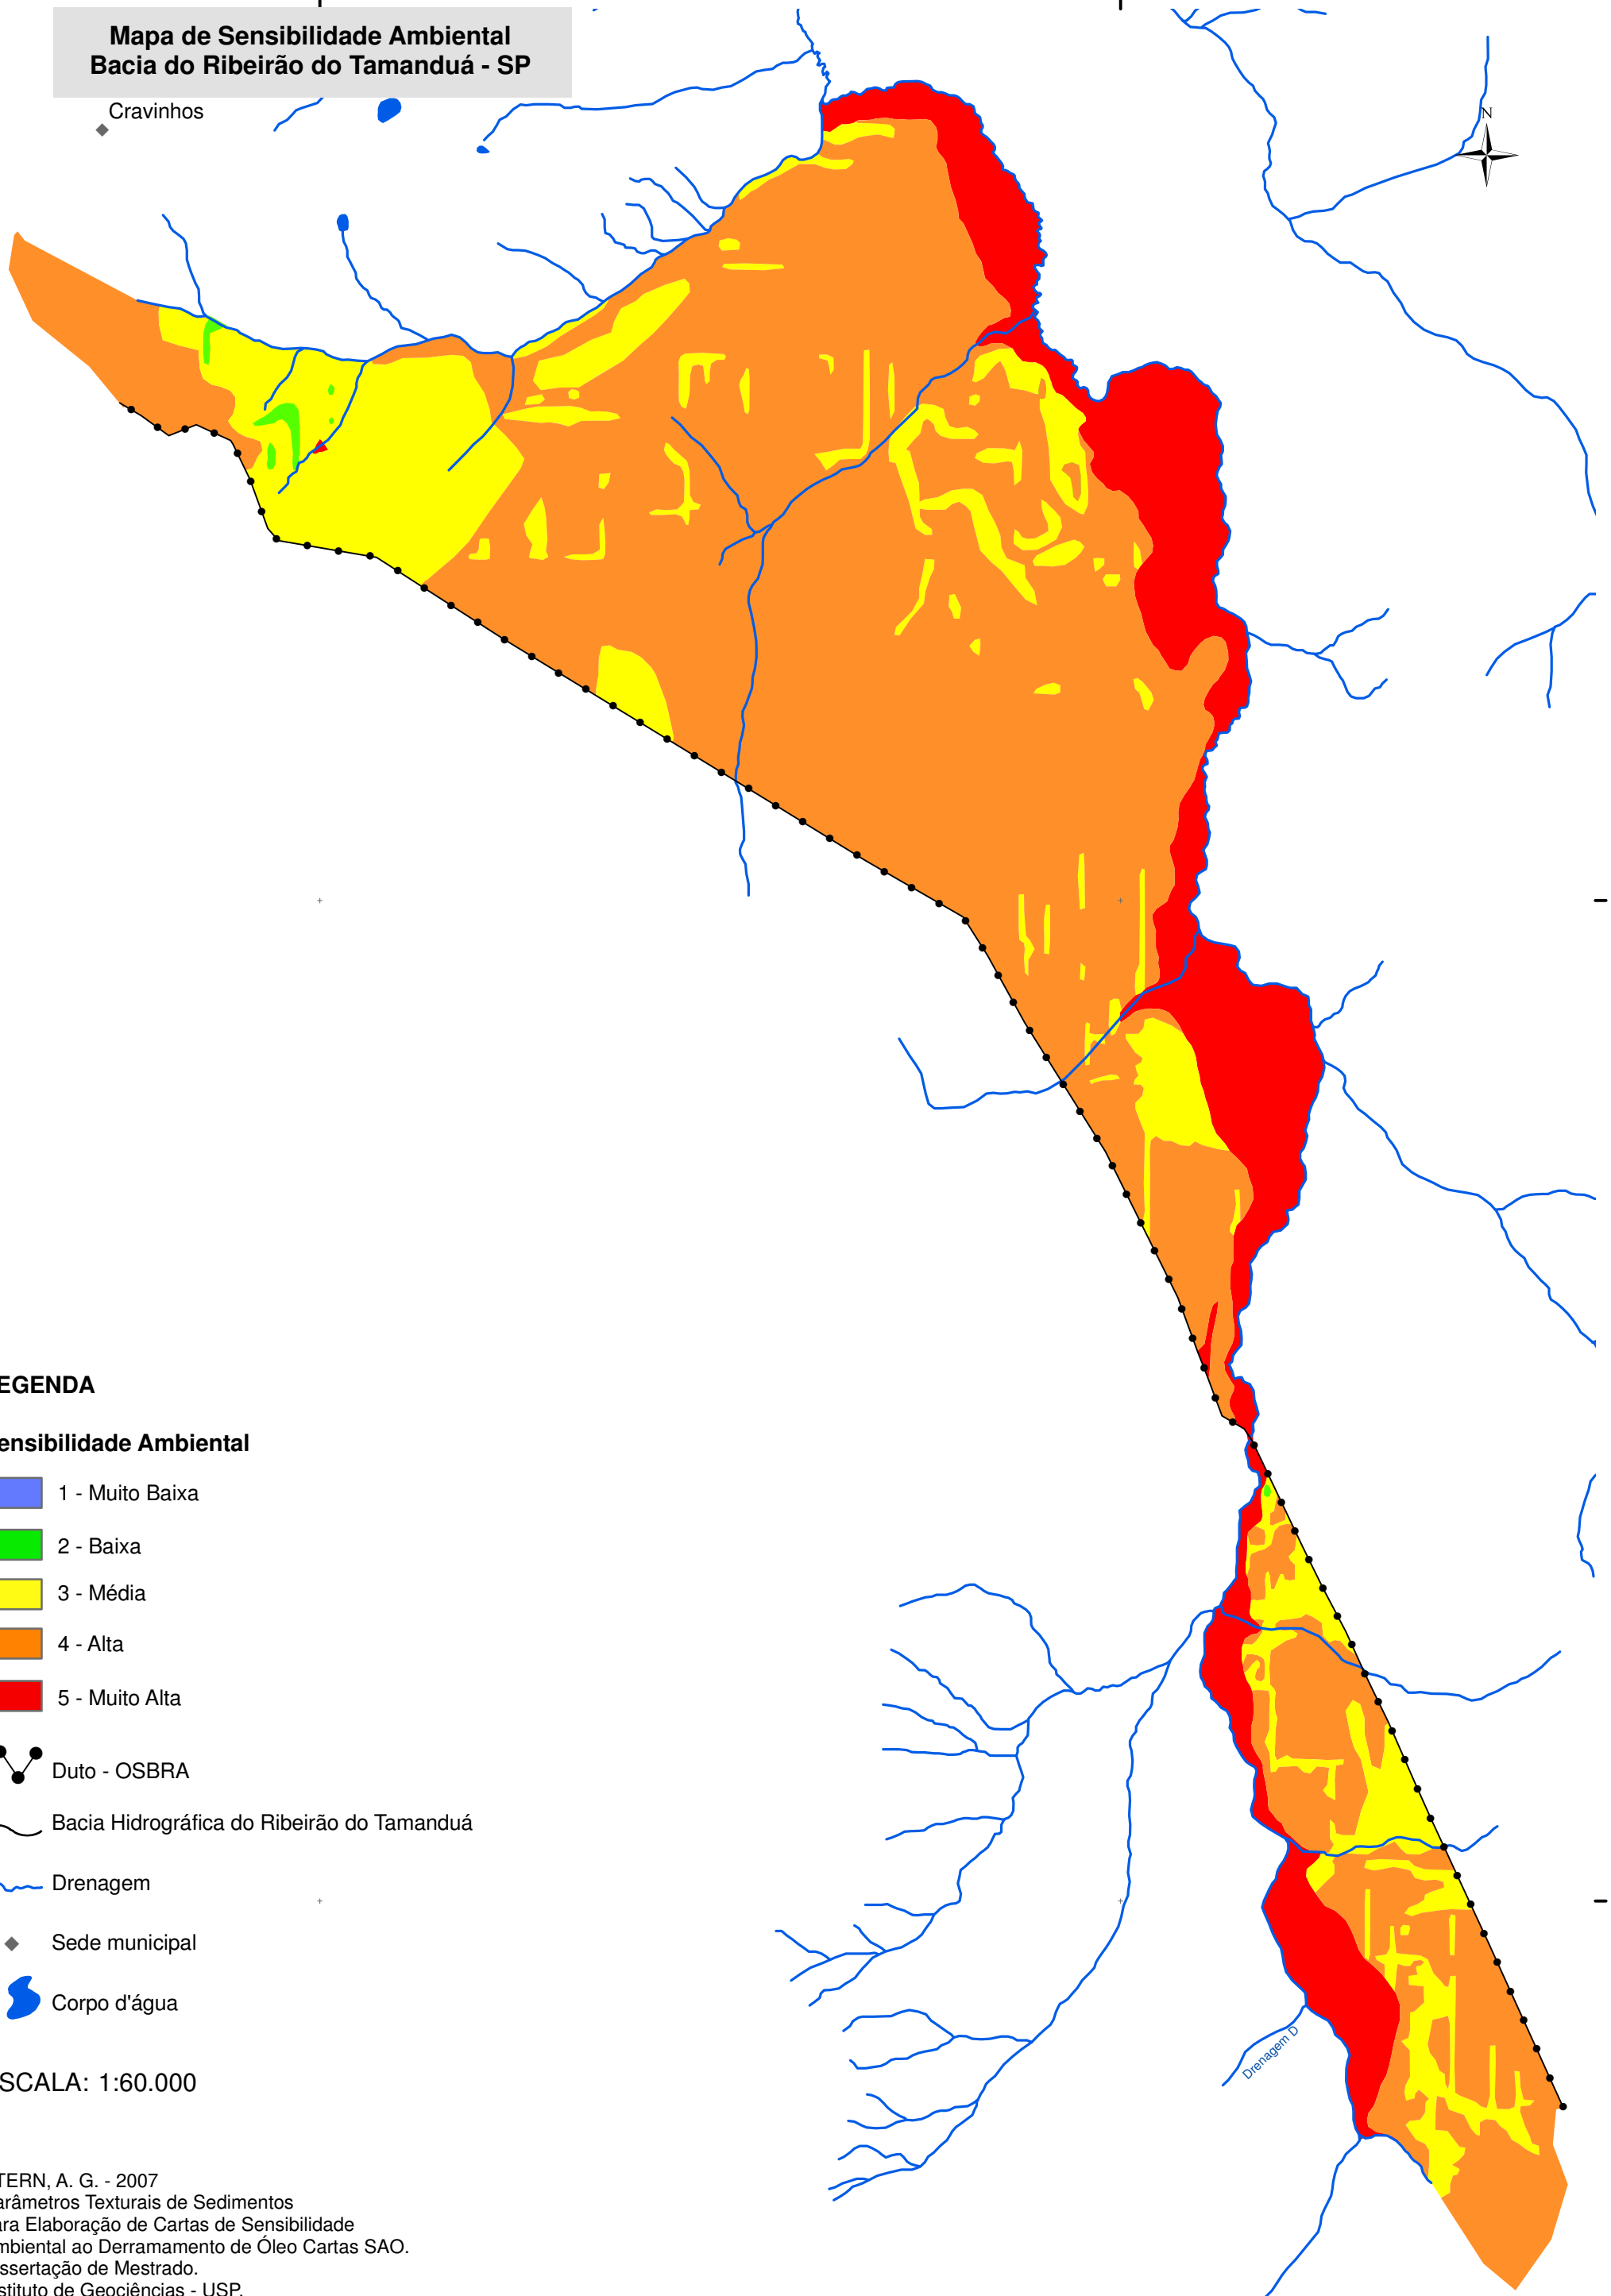 Mapa de Sensibilidade Ambiental
Bacia do Ribeirão do Tamanduá - SP
Cravinhos
N
EGENDA
ensibilidade Ambiental
1 - Muito Baixa
2 - Baixa
3 - Média
4 - Alta
5 - Muito Alta
Duto - OSBRA
Bacia Hidrográfica do Ribeirão do Tamanduá
Drenagem
Sede municipal
Corpo d'água
Drenagem D
SCALA: 1:60.000
TERN, A. G. - 2007
arâmetros Texturais de Sedimentos
ara Elaboração de Cartas de Sensibilidade
mbiental ao Derramamento de Óleo Cartas SAO.
issertação de Mestrado.
stituto de Geociências - USP.